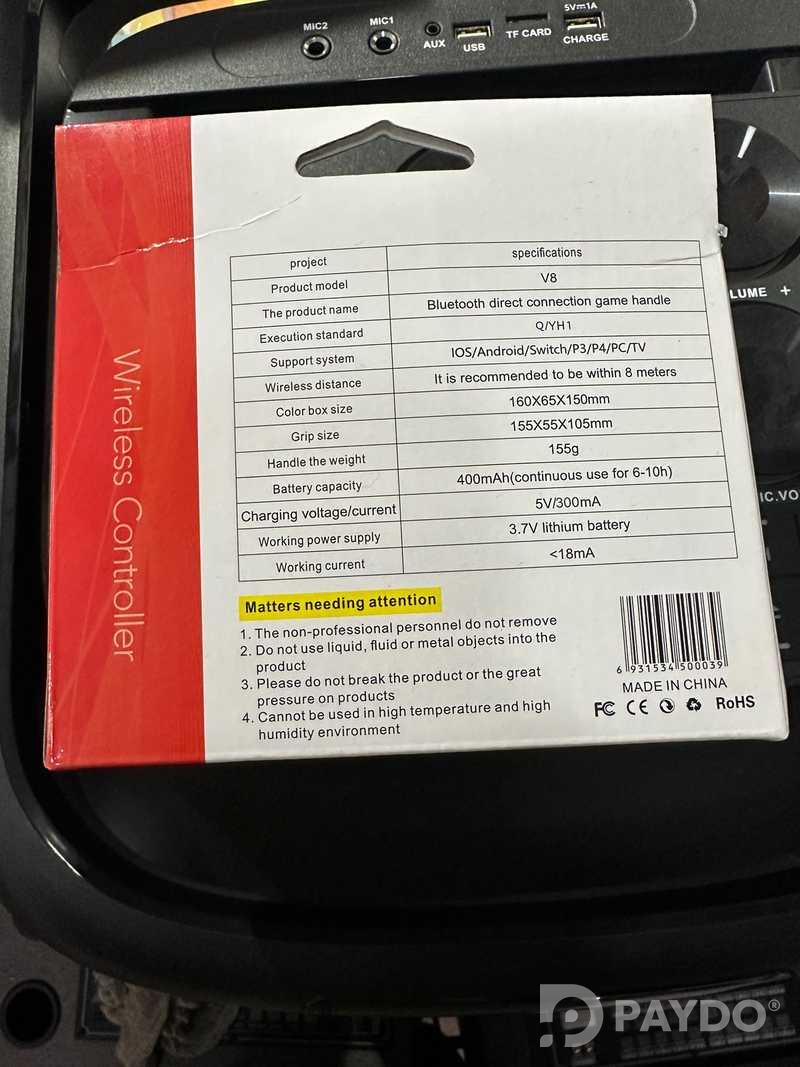 MIC2 MIC1 AUX USB TF CARD 5V⎓1A CHARGE
LUME +
IC.VO
Wireless Controller
project specifications
Product model V8
The product name Bluetooth direct connection game handle
Execution standard Q/YH1
Support system IOS/Android/Switch/P3/P4/PC/TV
Wireless distance It is recommended to be within 8 meters
Color box size 160X65X150mm
Grip size 155X55X105mm
Handle the weight 155g
Battery capacity 400mAh(continuous use for 6-10h)
Charging voltage/current 5V/300mA
Working power supply 3.7V lithium battery
Working current <18mA
Matters needing attention
1. The non-professional personnel do not remove
2. Do not use liquid, fluid or metal objects into the
product
3. Please do not break the product or the great
pressure on products
4. Cannot be used in high temperature and high
humidity environment
6 931534 500039
MADE IN CHINA
FC CE RoHS
PAYDO®